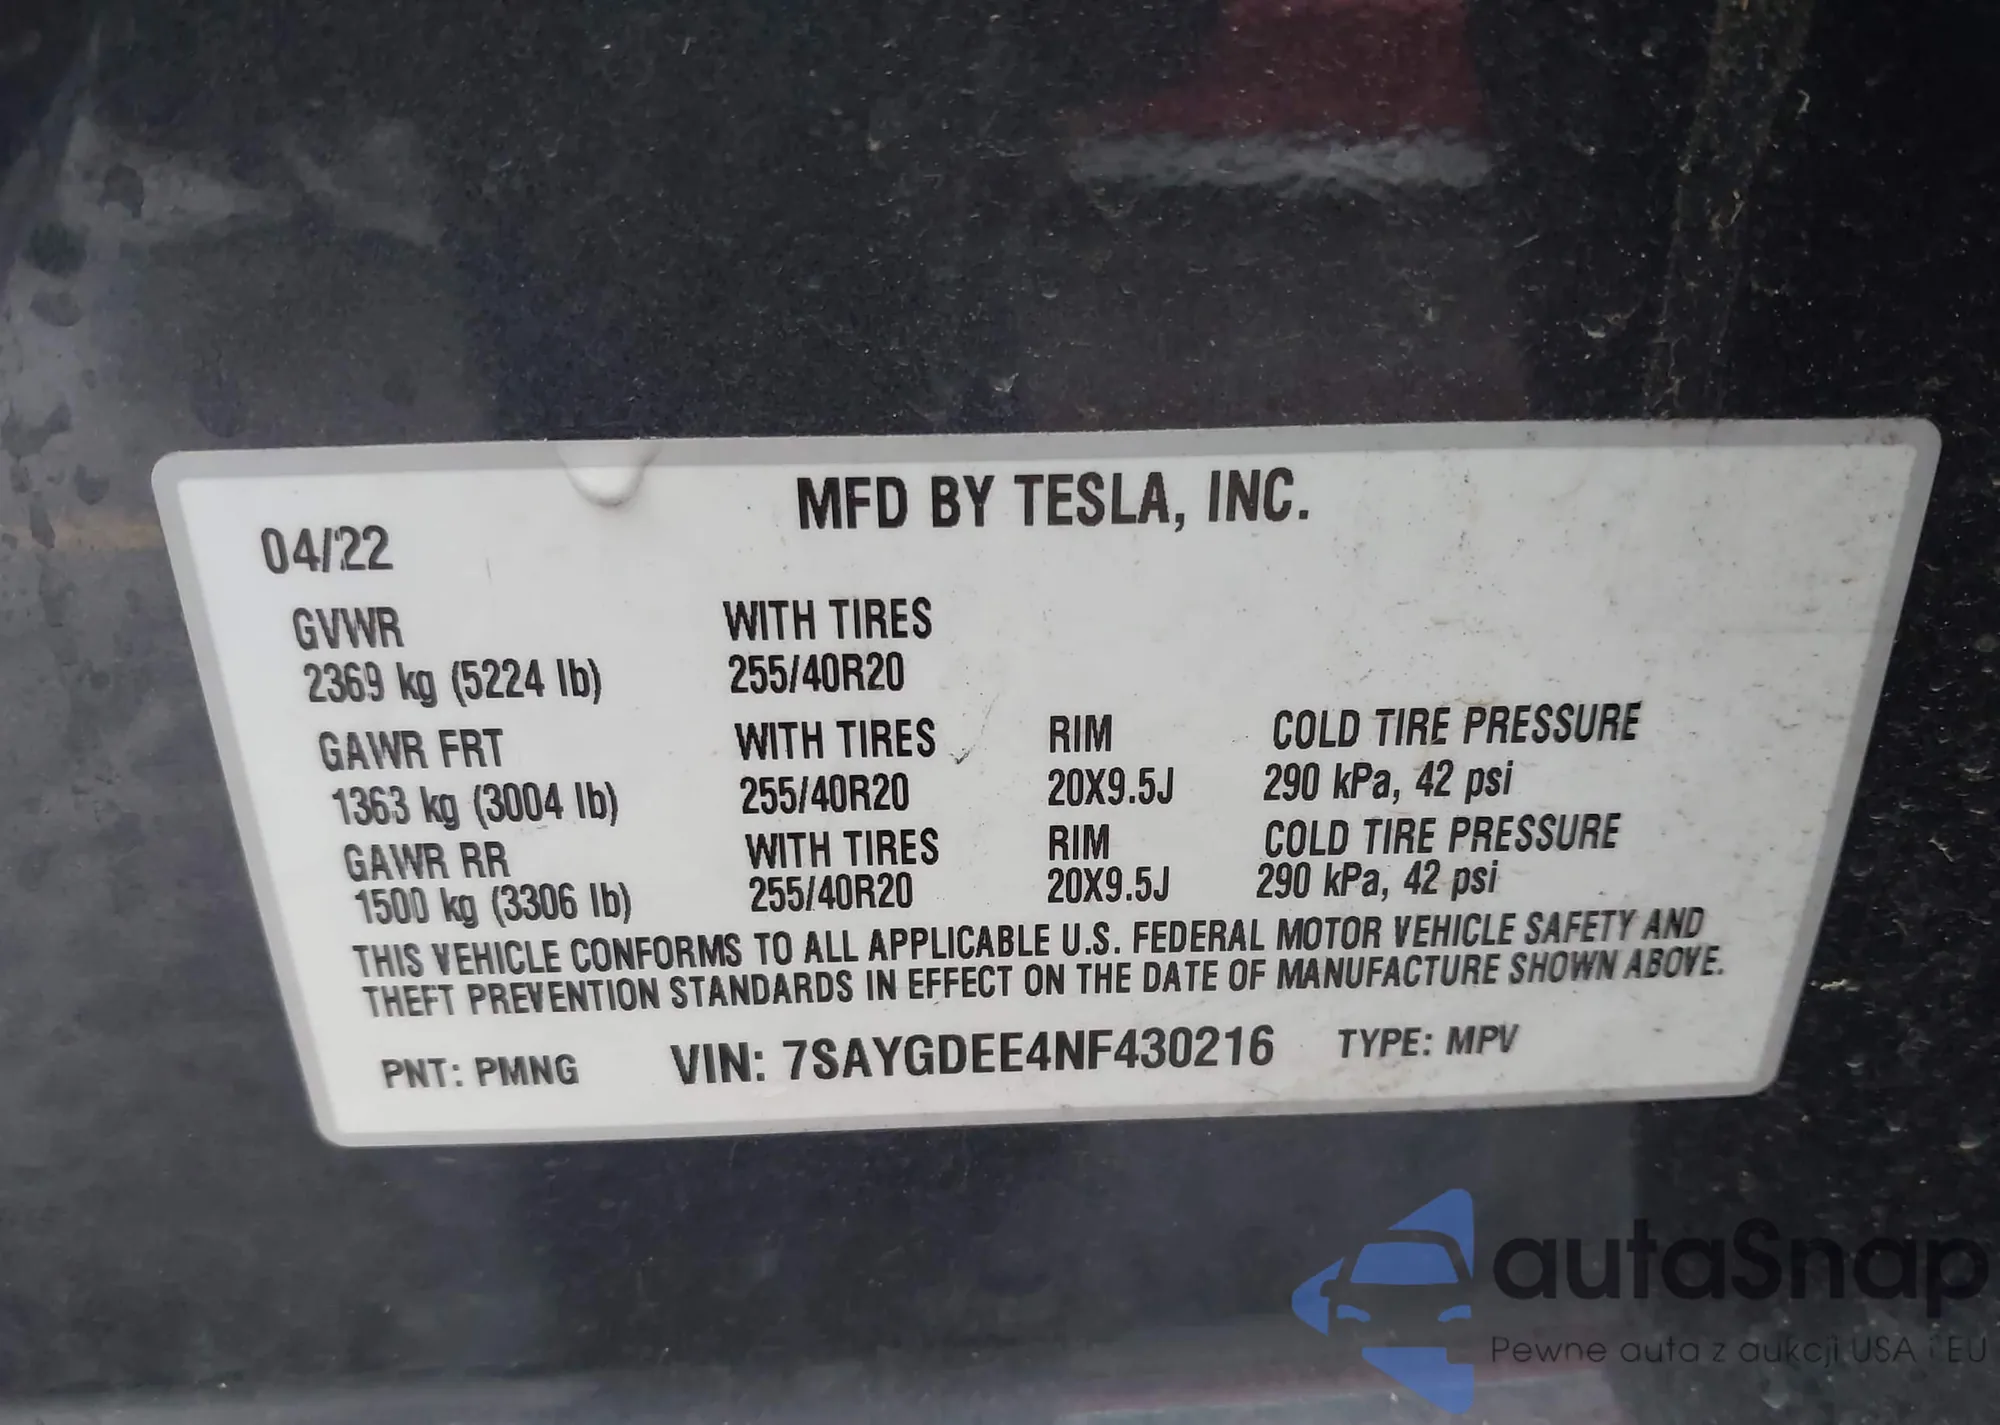 MFD BY TESLA, INC.
04/22
GVWR WITH TIRES
2369 kg (5224 lb) 255/40R20
GAWR FRT WITH TIRES RIM COLD TIRE PRESSURE
1363 kg (3004 lb) 255/40R20 20X9.5J 290 kPa, 42 psi
GAWR RR WITH TIRES RIM COLD TIRE PRESSURE
1500 kg (3306 lb) 255/40R20 20X9.5J 290 kPa, 42 psi
THIS VEHICLE CONFORMS TO ALL APPLICABLE U.S. FEDERAL MOTOR VEHICLE SAFETY AND
THEFT PREVENTION STANDARDS IN EFFECT ON THE DATE OF MANUFACTURE SHOWN ABOVE.
PNT: PMNG VIN: 7SAYGDEE4NF430216 TYPE: MPV
autaSnap
Pewne auta z aukcji USA i EU